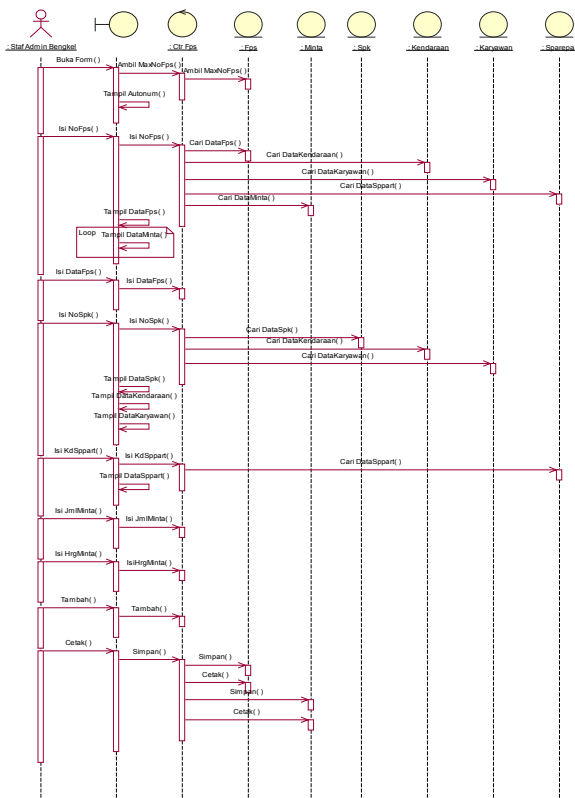 : Staf Admin Bengkel
: Ctr Fps
: Fps
: Minta
: Spk
: Kendaraan
: Karyawan
: Sparepa
Buka Form( )
Ambil MaxNoFps( )
Ambil MaxNoFps( )
Tampil Autonum( )
Isi NoFps( )
Isi NoFps( )
Cari DataFps( )
Cari DataKendaraan( )
Cari DataKaryawan( )
Cari DataSppart( )
Cari DataMinta( )
Tampil DataFps( )
Loop
Tampil DataMinta( )
Isi DataFps( )
Isi DataFps( )
Isi NoSpk( )
Isi NoSpk( )
Cari DataSpk( )
Cari DataKendaraan( )
Cari DataKaryawan( )
Tampil DataSpk( )
Tampil DataKendaraan( )
Tampil DataKaryawan( )
Isi KdSppart( )
Isi KdSppart( )
Cari DataSppart( )
Tampil DataSppart( )
Isi JmlMinta( )
Isi JmlMinta( )
Isi HrgMinta( )
IsiHrgMinta( )
Tambah( )
Tambah( )
Cetak( )
Simpan( )
Simpan( )
Cetak( )
Simpan( )
Cetak( )